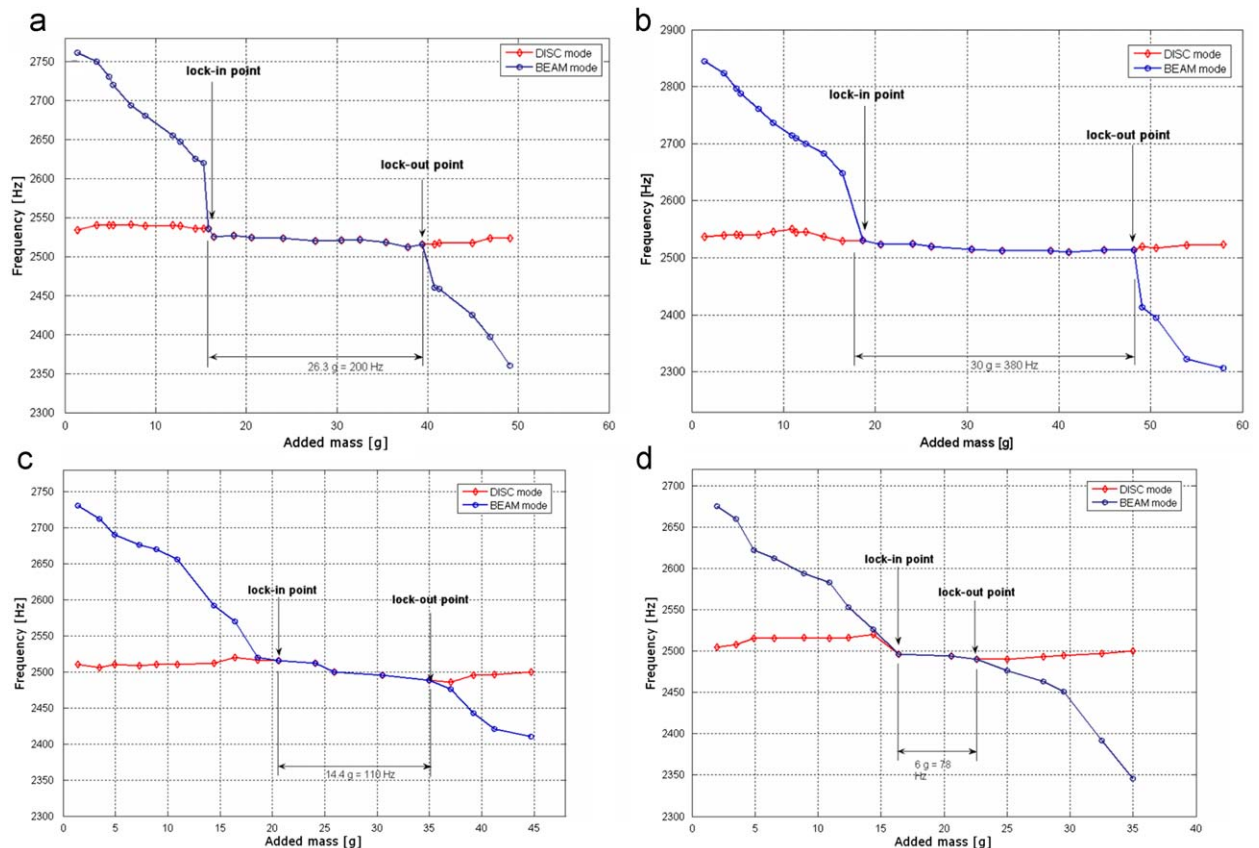 a
DISC mode
BEAM mode
lock-in point
lock-out point
26.3 g = 200 Hz
Frequency [Hz]
2750
2700
2650
2600
2550
2500
2450
2400
2350
2300
0 10 20 30 40 50 60
Added mass [g]
b
DISC mode
BEAM mode
lock-in point
lock-out point
30 g = 380 Hz
Frequency [Hz]
2900
2800
2700
2600
2500
2400
2300
0 10 20 30 40 50 60
Added mass [g]
c
DISC mode
BEAM mode
lock-in point
lock-out point
14.4 g = 110 Hz
Frequency [Hz]
2750
2700
2650
2600
2550
2500
2450
2400
2350
2300
0 5 10 15 20 25 30 35 40 45
Added mass [g]
d
DISC mode
BEAM mode
lock-in point
lock-out point
6 g = 78
Hz
Frequency [Hz]
2720
2700
2650
2600
2550
2500
2450
2400
2350
2300
0 5 10 15 20 25 30 35 40
Added mass [g]